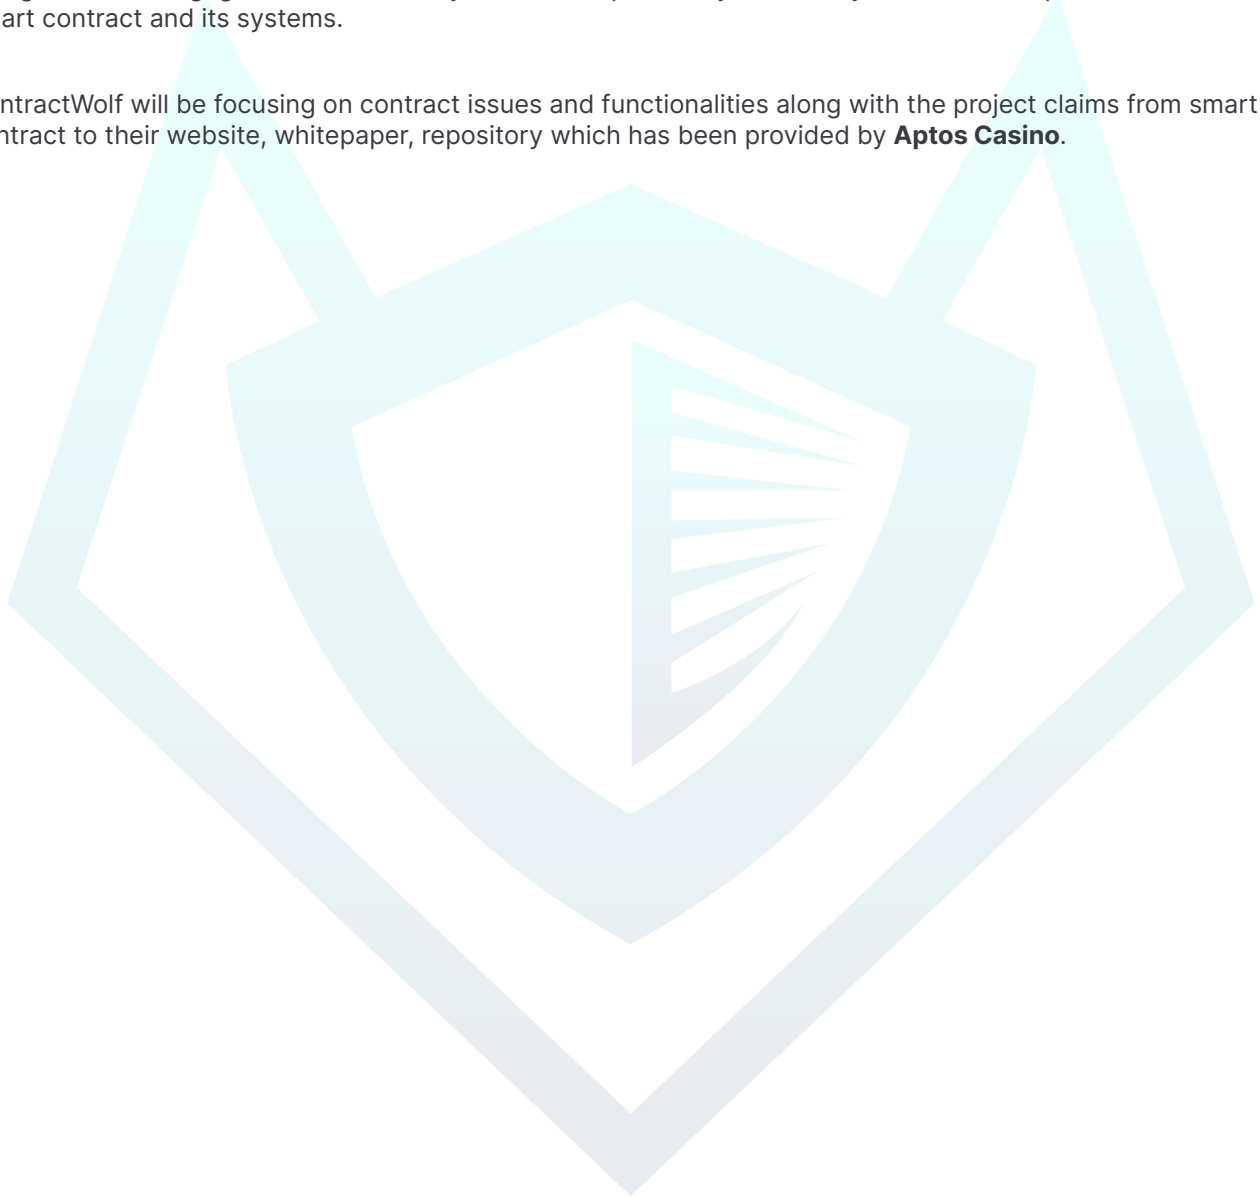 art contract and its systems.
ntractWolf will be focusing on contract issues and functionalities along with the project claims from smart
ntract to their website, whitepaper, repository which has been provided by Aptos Casino.